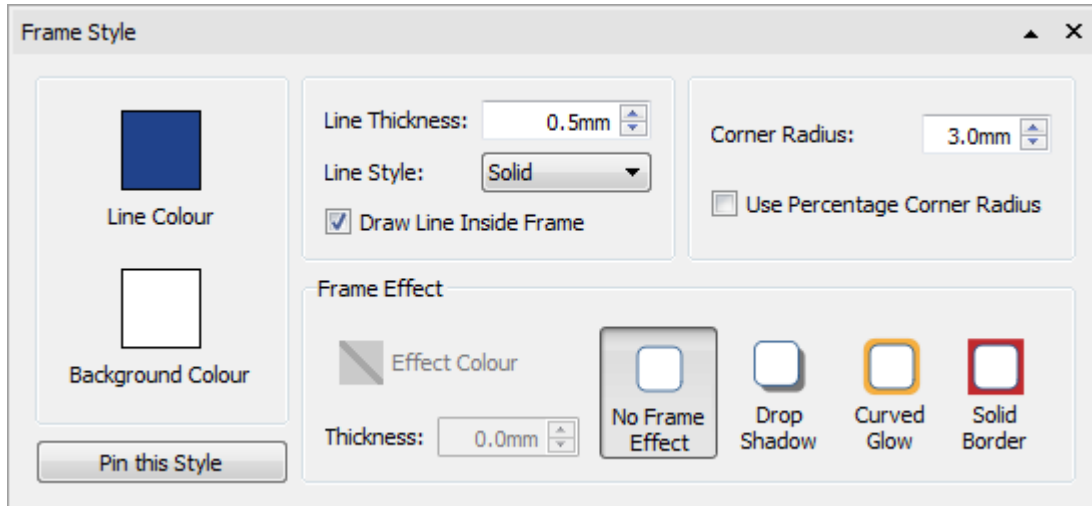 Frame Style
Line Colour
Background Colour
Pin this Style
Line Thickness: 0.5mm
Line Style: Solid
Draw Line Inside Frame
Corner Radius: 3.0mm
Use Percentage Corner Radius
Frame Effect
Effect Colour
Thickness: 0.0mm
No Frame
Effect
Drop
Shadow
Curved
Glow
Solid
Border